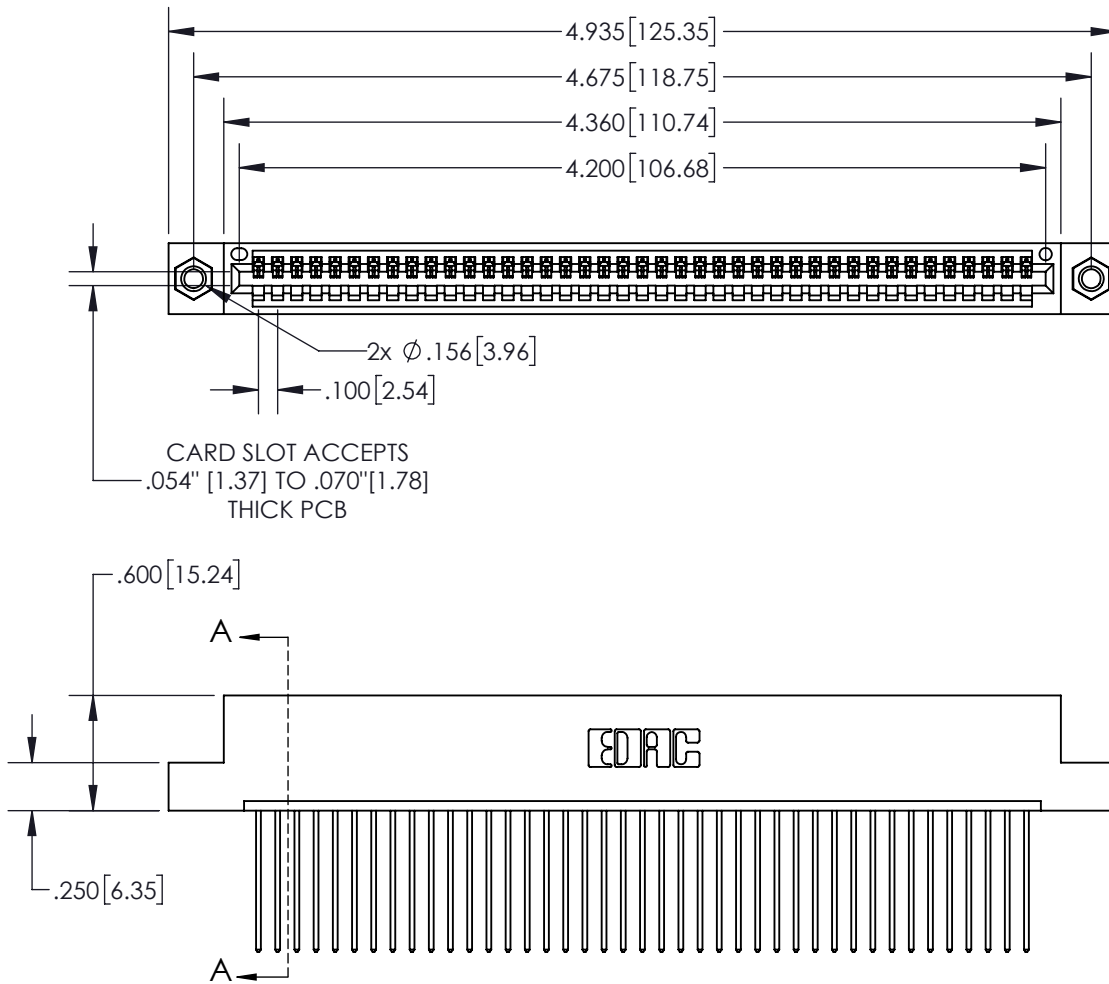 4.935[125.35]
4.675[118.75]
4.360[110.74]
4.200[106.68]
2x Ø.156[3.96]
.100[2.54]
CARD SLOT ACCEPTS
.054" [1.37] TO .070"[1.78]
THICK PCB
.600[15.24]
A
EDAC
.250[6.35]
A